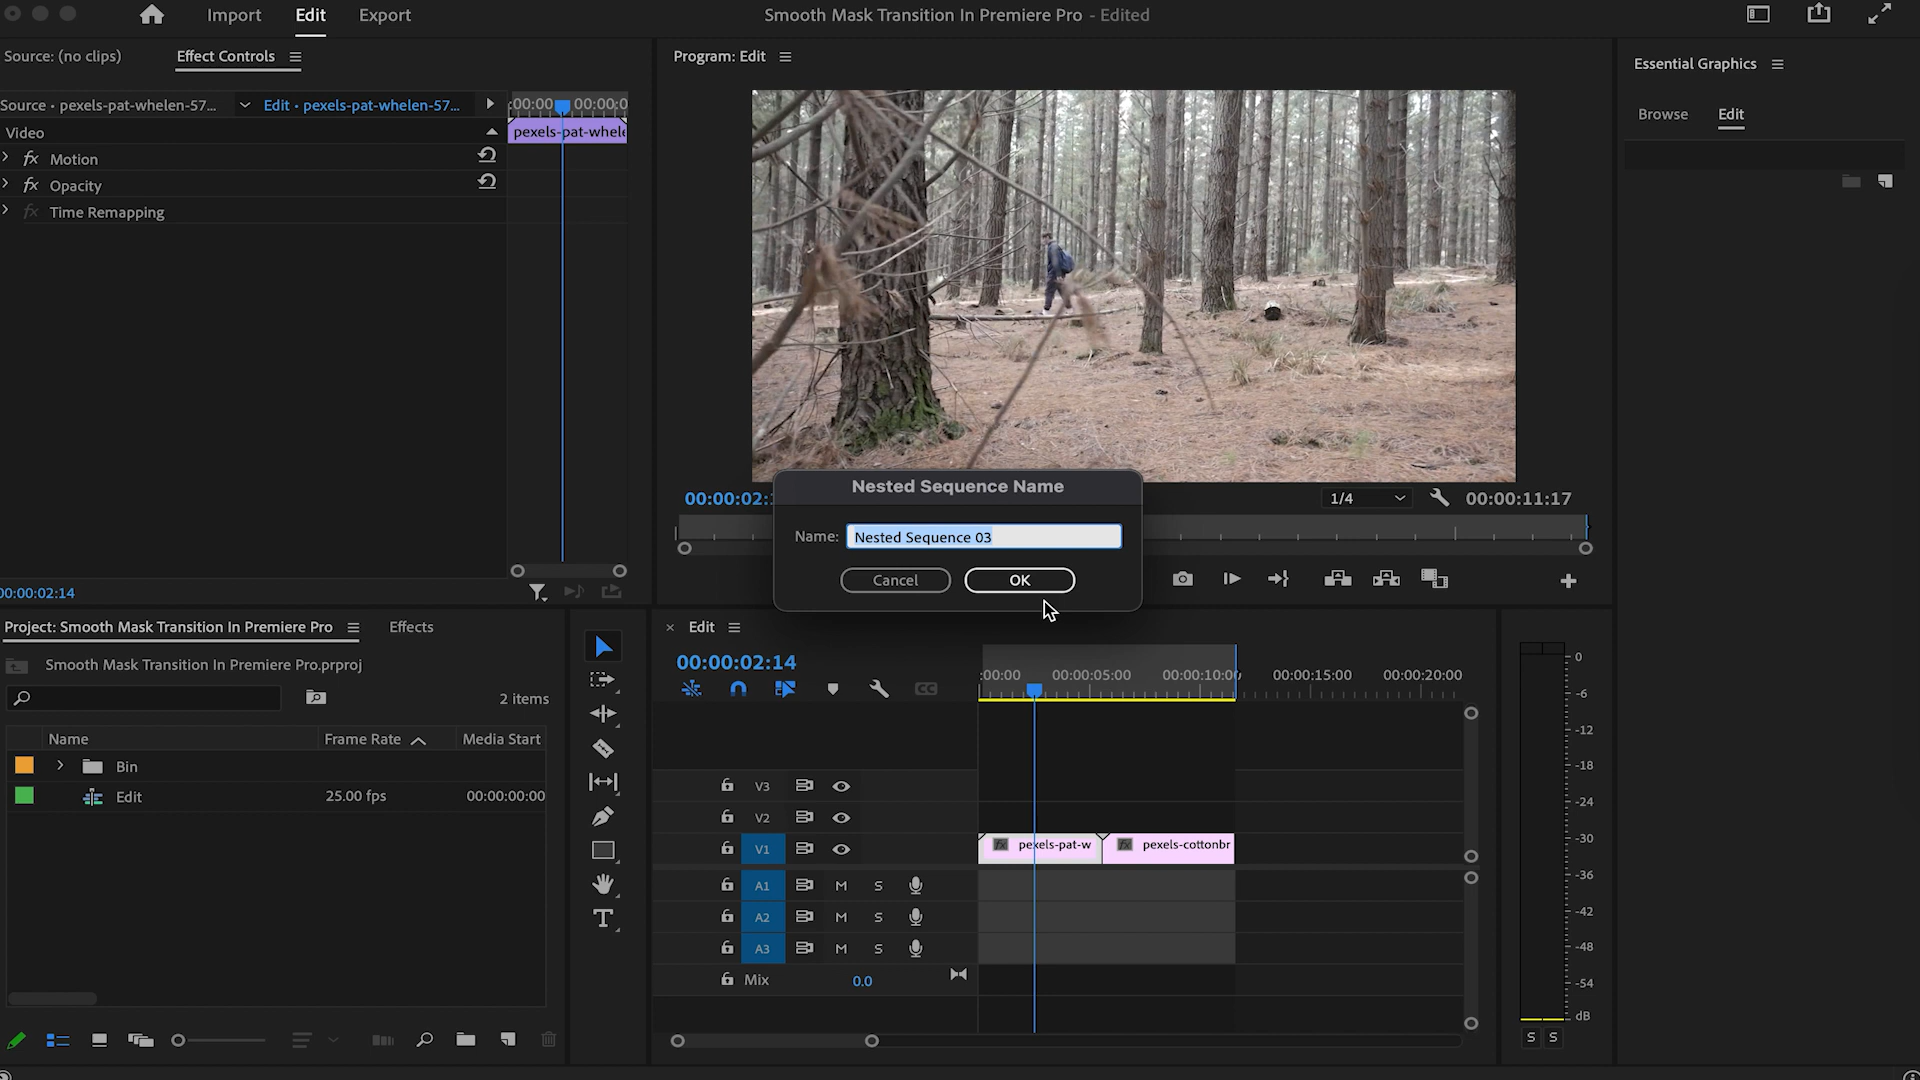 Import Edit Export Smooth Mask Transition In Premiere Pro - Edited
Source: (no clips) Effect Controls Program: Edit Essential Graphics
Source • pexels-pat-whelen-57... Edit • pexels-pat-whelen-57... :00:00 00:00:0
Browse Edit
Video pexels-pat-whele
fx Motion
fx Opacity
fx Time Remapping
Nested Sequence Name
00:00:02:1 1/4 00:00:11:17
Name: Nested Sequence 03
Cancel OK
00:00:02:14
Project: Smooth Mask Transition In Premiere Pro Effects × Edit
Smooth Mask Transition In Premiere Pro.prproj
00:00:02:14
:00:00 00:00:05:00 00:00:10:00 00:00:15:00 00:00:20:00
2 items CC
Name Frame Rate Media Start
Bin
Edit 25.00 fps 00:00:00:00
V3
V2
V1 fx pexels-pat-w fx pexels-cottonbr
A1 M S
A2 M S
A3 M S
Mix 0.0
T
0
-6
-12
-18
-24
-30
-36
-42
-48
-54
dB
S S